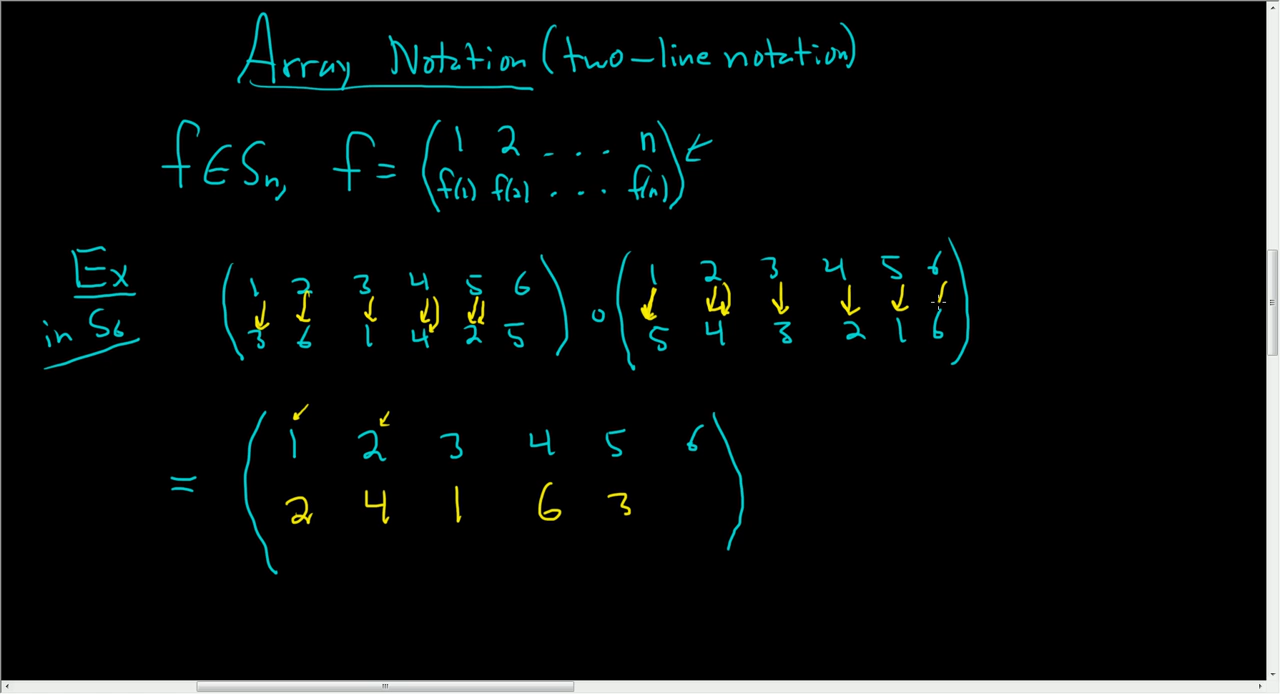 Array Notation (two-line notation)
f ∈ Sn, f = ( 1 2 . . . n )
( f(1) f(2) . . . f(n) )
Ex
in S6
( 1 2 3 4 5 6 ) ∘ ( 1 2 3 4 5 6 )
( 3 6 1 4 2 5 ) ( 5 4 3 2 1 6 )
= ( 1 2 3 4 5 6 )
( 2 4 1 6 3 )